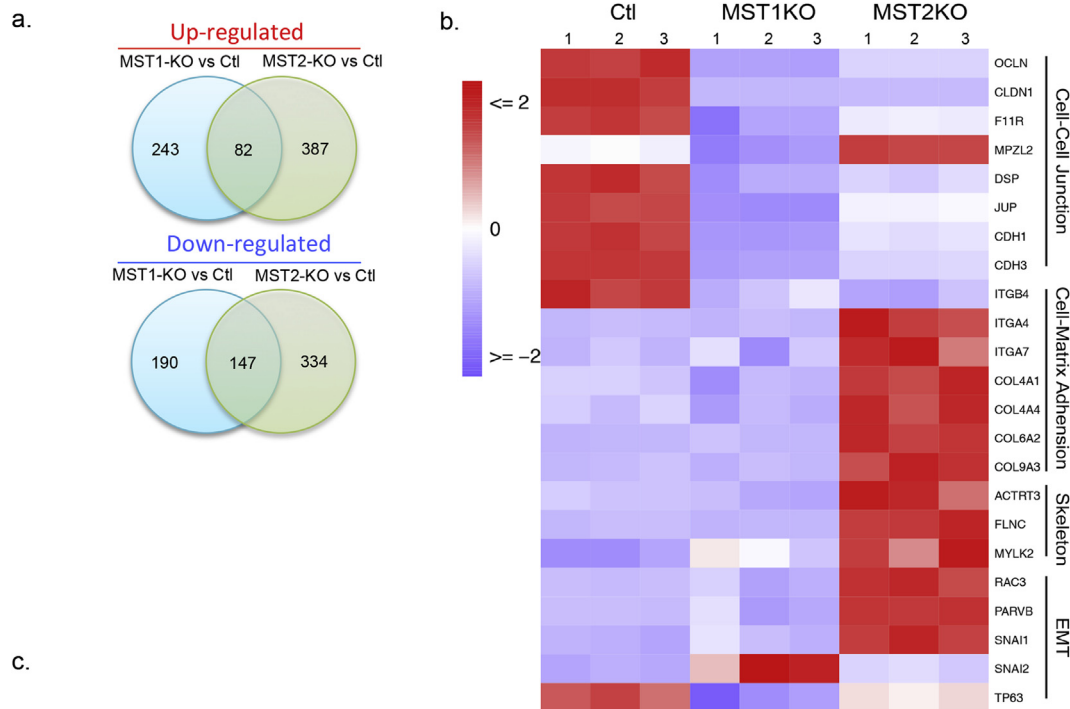 a.
Up-regulated
MST1-KO vs Ctl MST2-KO vs Ctl
243 82 387
Down-regulated
MST1-KO vs Ctl MST2-KO vs Ctl
190 147 334
b.
Ctl MST1KO MST2KO
1 2 3 1 2 3 1 2 3
<= 2
0
>= −2
OCLN
CLDN1
F11R
MPZL2
DSP
JUP
CDH1
CDH3
ITGB4
ITGA4
ITGA7
COL4A1
COL4A4
COL6A2
COL9A3
ACTRT3
FLNC
MYLK2
RAC3
PARVB
SNAI1
SNAI2
TP63
Cell-Cell Junction
Cell-Matrix Adhension
Skeleton
EMT
c.